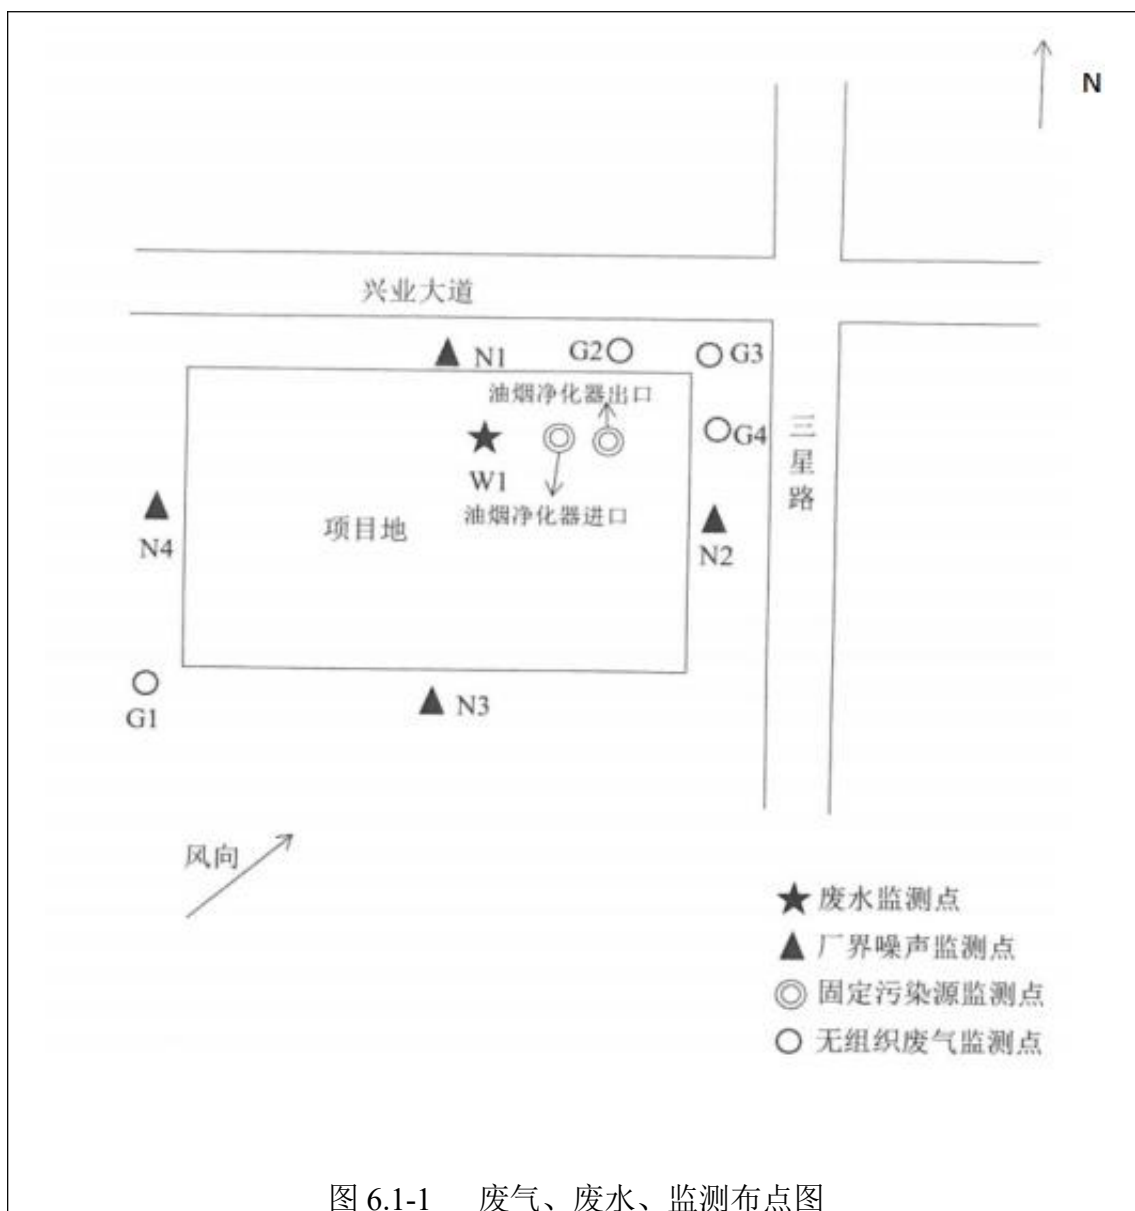 N
兴业大道
N1
G2
G3
油烟净化器出口
G4
三星路
W1
油烟净化器进口
项目地
N4
N2
G1
N3
风向
废水监测点
厂界噪声监测点
固定污染源监测点
无组织废气监测点
图 6.1-1 废气、废水、监测布点图